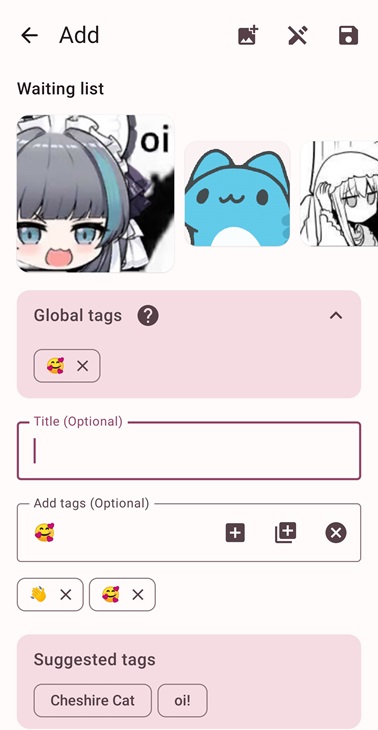 Add
Waiting list
oi
Global tags
🥰
Title (Optional)
Add tags (Optional)
🥰
👋 🥰
Suggested tags
Cheshire Cat oi!